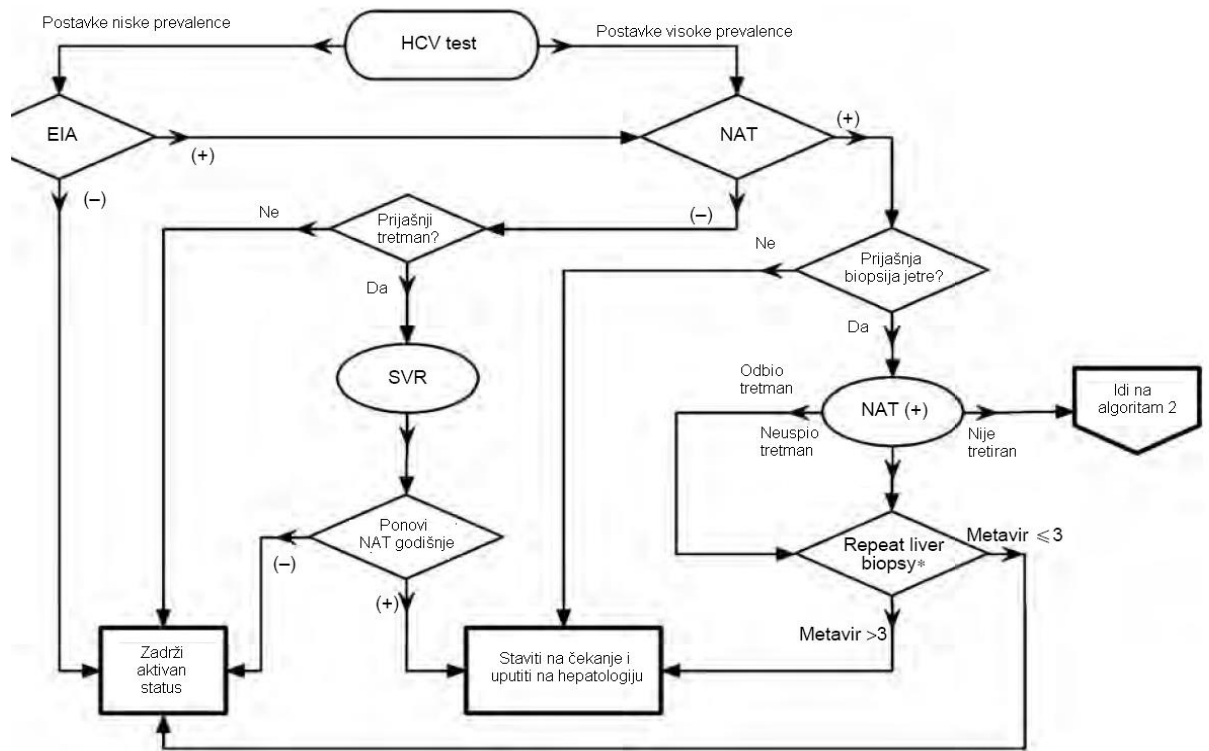 Postavke niske prevalence
HCV test
Postavke visoke prevalence
EIA
(+)
NAT
(+)
(–)
(–)
Ne
Prijašnji
tretman?
Ne
Prijašnja
biopsija jetre?
Da
Da
SVR
Odbio
tretman
NAT (+)
Idi na
algoritam 2
Neuspio
tretman
Nije
tretiran
Ponovi
NAT godišnje
(–)
(+)
Repeat liver
biopsy*
Metavir ⩽3
Metavir >3
Zadrži
aktivan
status
Staviti na čekanje i
uputiti na hepatologiju